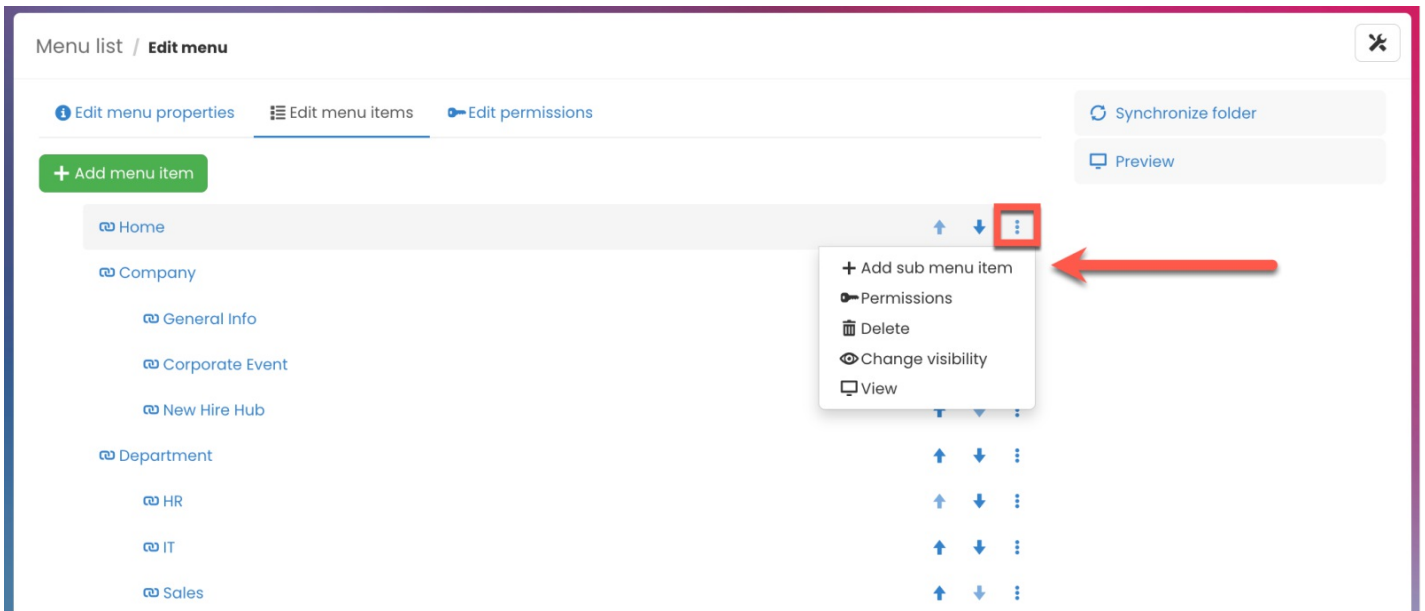 Menu list / Edit menu
Edit menu properties
Edit menu items
Edit permissions
Synchronize folder
Preview
Add menu item
Home
Add sub menu item
Permissions
Delete
Change visibility
View
Company
General Info
Corporate Event
New Hire Hub
Department
HR
IT
Sales